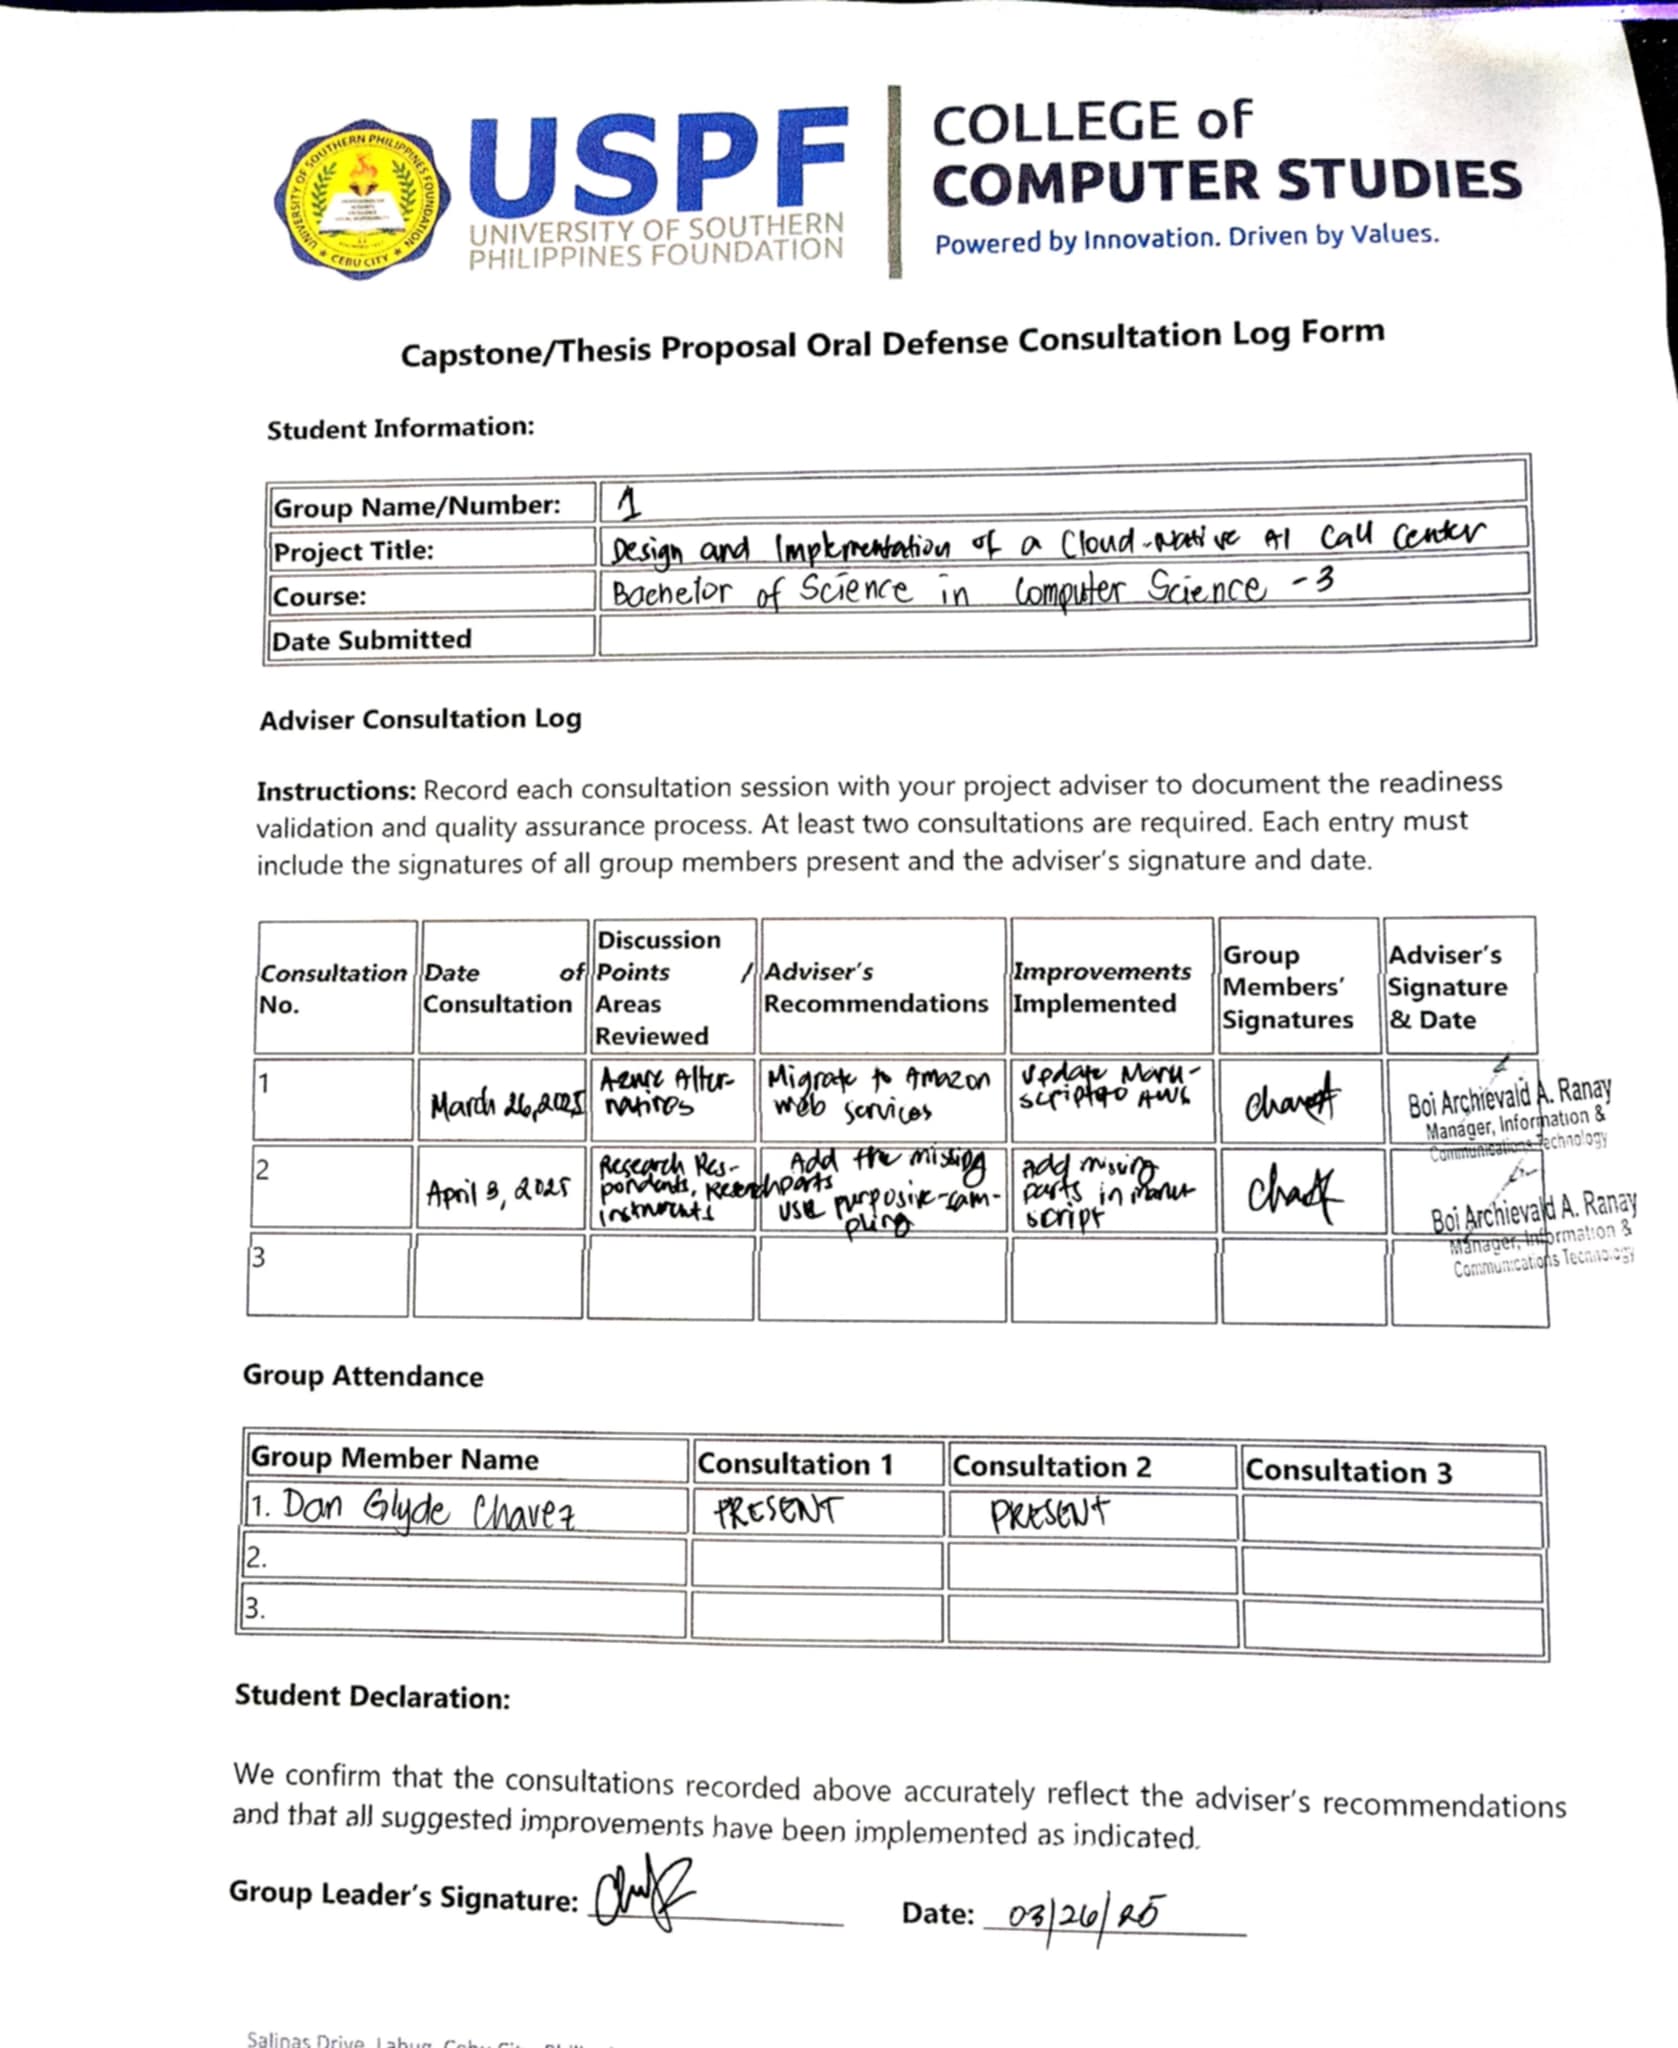 UNIVERSITY OF SOUTHERN PHILIPPINES FOUNDATION
CEBU CITY
USPF
UNIVERSITY OF SOUTHERN
PHILIPPINES FOUNDATION
COLLEGE of
COMPUTER STUDIES
Powered by Innovation. Driven by Values.
Capstone/Thesis Proposal Oral Defense Consultation Log Form
Student Information:
Group Name/Number: 1
Project Title: Design and Implementation of a Cloud-Native AI Call Center
Course: Bachelor of Science in Computer Science -3
Date Submitted
Adviser Consultation Log
Instructions: Record each consultation session with your project adviser to document the readiness
validation and quality assurance process. At least two consultations are required. Each entry must
include the signatures of all group members present and the adviser's signature and date.
Consultation
No.
Date of
Consultation
Discussion
Points /
Areas
Reviewed
Adviser's
Recommendations
Improvements
Implemented
Group
Members'
Signatures
Adviser's
Signature
& Date
1
March 26, 2025
Azure Alter-
natives
Migrate to Amazon
web services
Update Manu-
script to AWS
Boi Archievald A. Ranay
Manager, Information &
Communications Technology
2
April 3, 2025
Research Res-
pondents, Research
instruments
Add the missing
parts
use purposive-sam-
pling
add missing
parts in manu
script
Boi Archievald A. Ranay
Manager, Information &
Communications Technology
3
Group Attendance
Group Member Name Consultation 1 Consultation 2 Consultation 3
1. Dan Glyde Chavez PRESENT PRESENT
2.
3.
Student Declaration:
We confirm that the consultations recorded above accurately reflect the adviser's recommendations
and that all suggested improvements have been implemented as indicated.
Group Leader's Signature: Date: 03/26/25
Salinas Drive, Lahug, Cebu City,